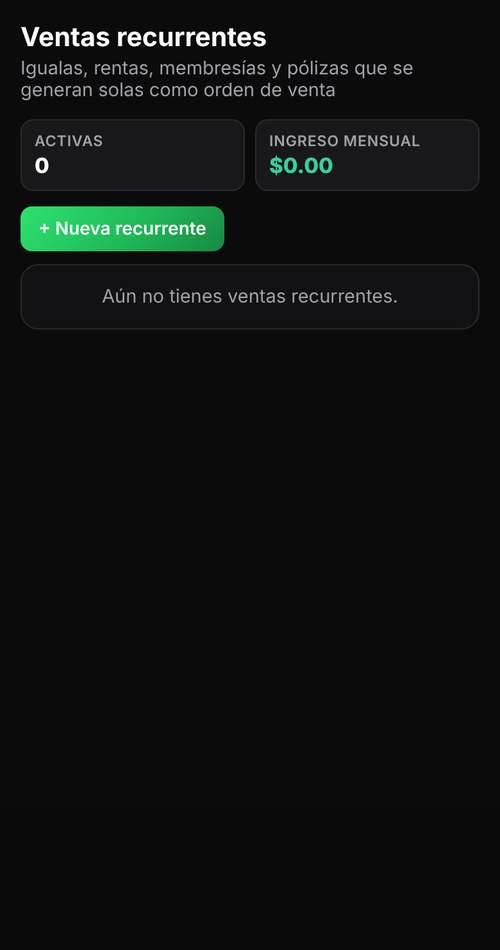 Ventas recurrentes
Igualas, rentas, membresías y pólizas que se
generan solas como orden de venta
ACTIVAS
0
INGRESO MENSUAL
$0.00
+ Nueva recurrente
Aún no tienes ventas recurrentes.